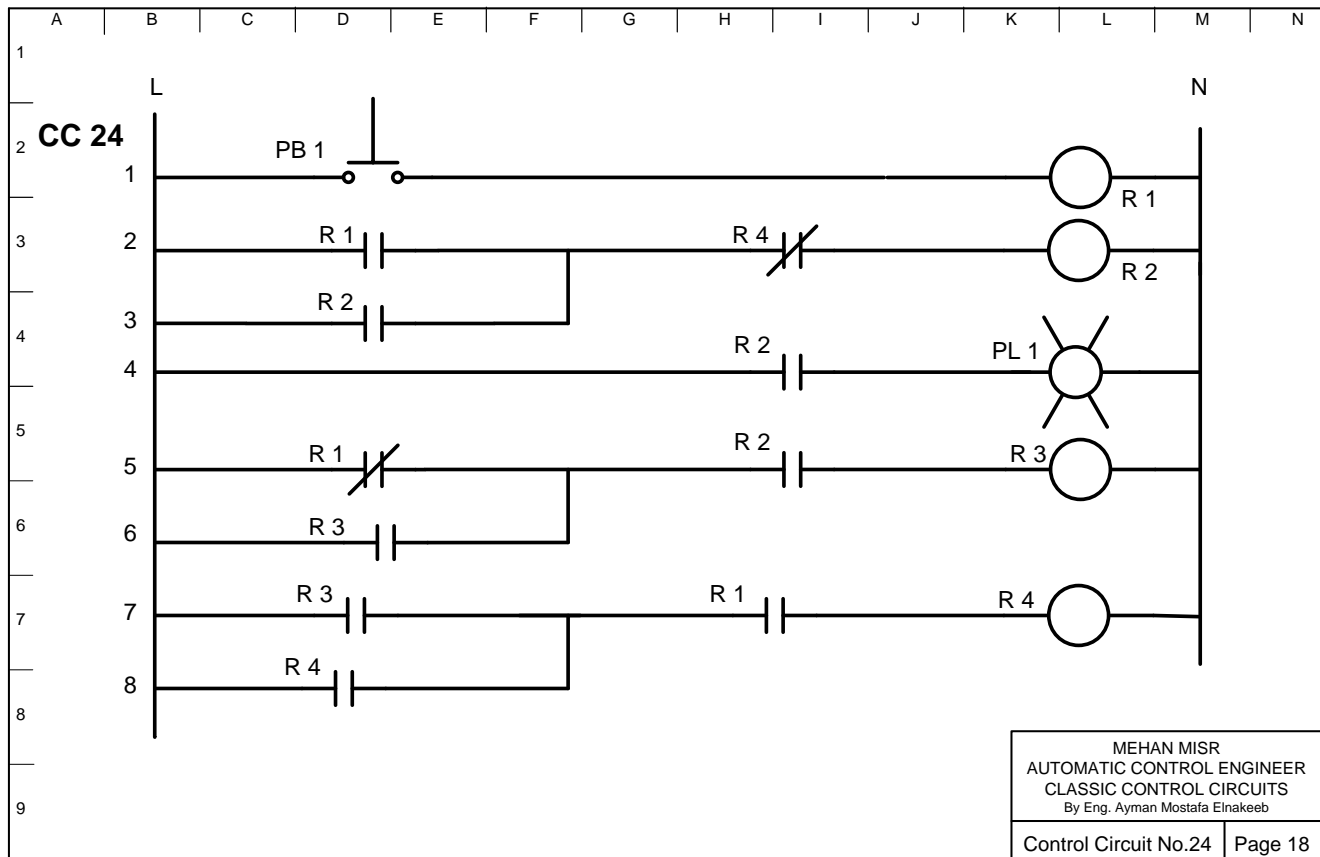 A B C D E F G H I J K L M N
1
L N
CC 24
2
PB 1
1
R 1
3
R 1 R 4
2
R 2
R 2
3
4
R 2 PL 1
4
5
R 1 R 2 R 3
5
6
R 3
6
R 3 R 1 R 4
7
7
R 4
8
8
MEHAN MISR
AUTOMATIC CONTROL ENGINEER
CLASSIC CONTROL CIRCUITS
By Eng. Ayman Mostafa Elnakeeb
9
Control Circuit No.24 Page 18